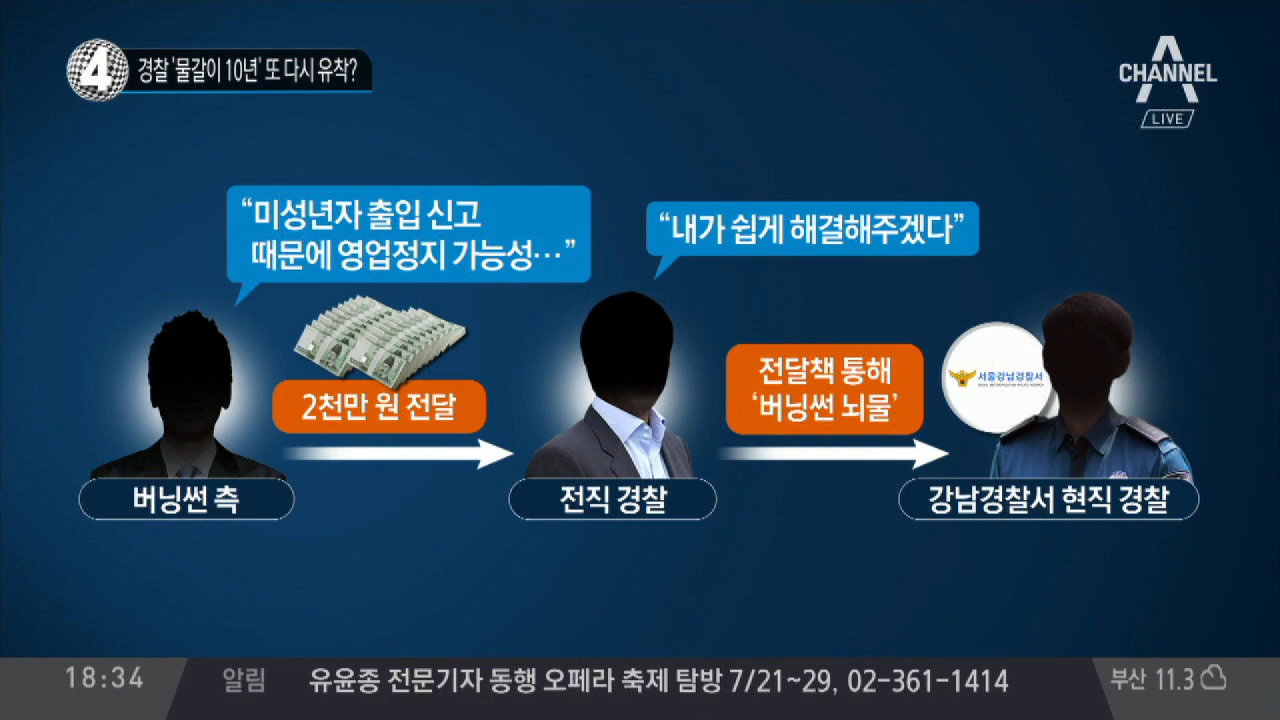 4 경찰 '물갈이 10년' 또 다시 유착?
CHANNEL A
LIVE
“미성년자 출입 신고
때문에 영업정지 가능성…”
“내가 쉽게 해결해주겠다”
2천만 원 전달
전달책 통해
‘버닝썬 뇌물’
서울강남경찰서
버닝썬 측
전직 경찰
강남경찰서 현직 경찰
18:34
알림
유윤종 전문기자 동행 오페라 축제 탐방 7/21~29, 02-361-1414
부산 11.3